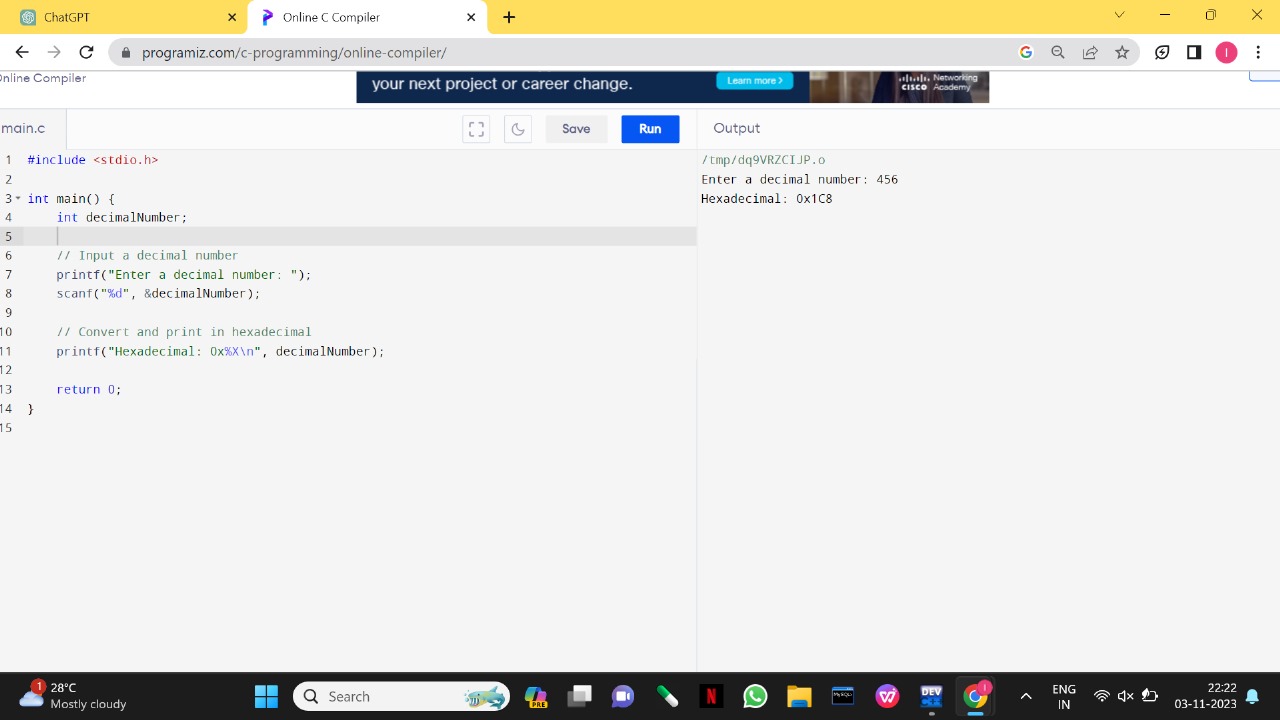 ChatGPT
Online C Compiler
programiz.com/c-programming/online-compiler/
nline Compiler
your next project or career change.
Learn more >
Networking
CISCO Academy
main.c
Save
Run
Output
1 #include <stdio.h>
2
3 int main() {
4 int decimalNumber;
5
6 // Input a decimal number
7 printf("Enter a decimal number: ");
8 scanf("%d", &decimalNumber);
9
10 // Convert and print in hexadecimal
11 printf("Hexadecimal: 0x%X\n", decimalNumber);
12
13 return 0;
14 }
15
/tmp/dq9VRZCIJP.o
Enter a decimal number: 456
Hexadecimal: 0x1C8
1
28°C
Mostly cloudy
Search
PRE
N
MySQL
DEV
C++
I
ENG
IN
22:22
03-11-2023